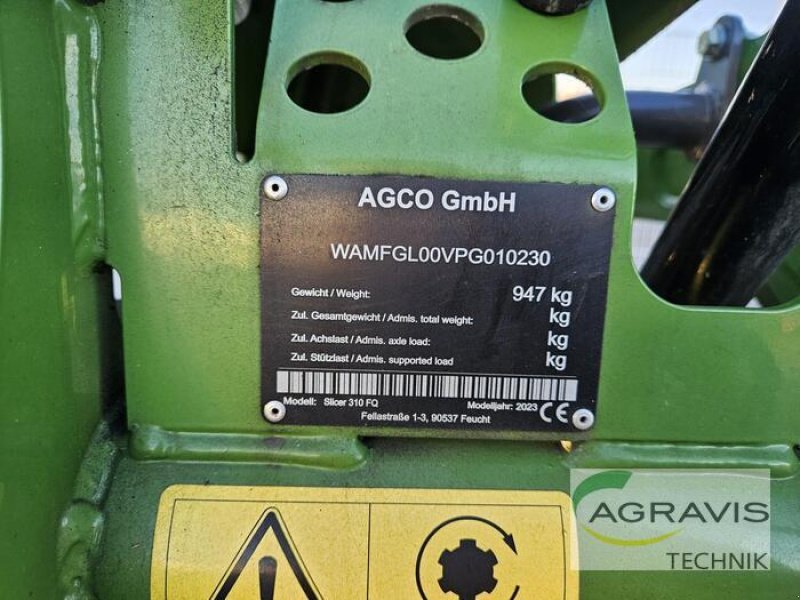 AGCO GmbH
WAMFGL00VPG010230
Gewicht / Weight: 947 kg
Zul. Gesamtgewicht / Admis. total weight: kg
Zul. Achslast / Admis. axle load: kg
Zul. Stützlast / Admis. supported load kg
Modell: Slicer 310 FQ Modelljahr: 2023 CE
Fellastraße 1-3, 90537 Feucht
AGRAVIS
TECHNIK